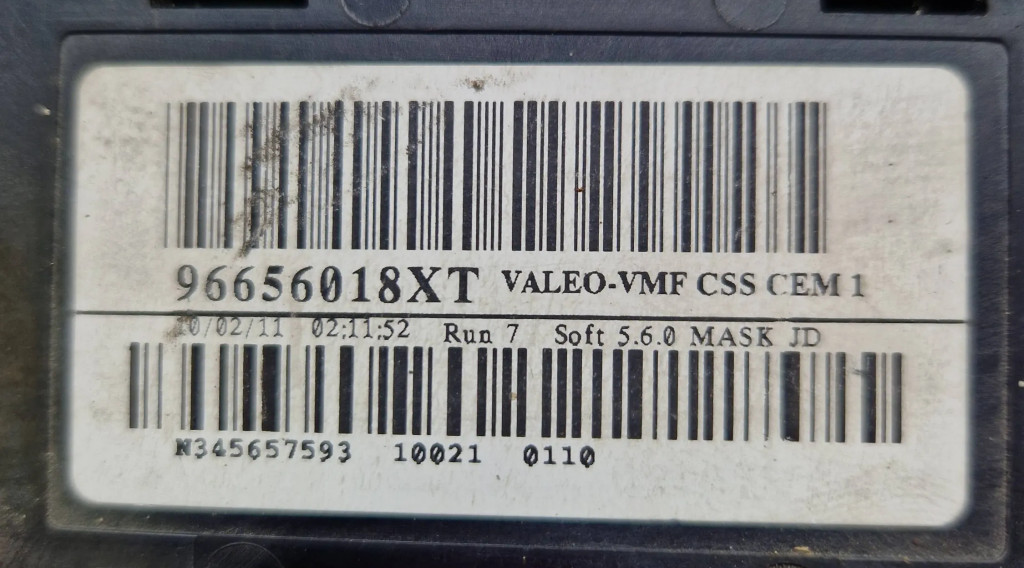 96656018XT VALEO-VMF CSS CEM 1
10/02/11 02:11:52 Run 7 Soft 5.6.0 MASK JD
N345657593 10021 0110